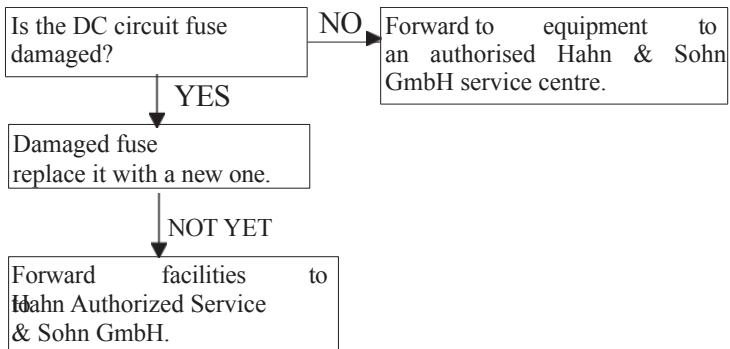 Is the DC circuit fuse
damaged?
NO
Forward to equipment to
an authorised Hahn & Sohn
GmbH service centre.
YES
Damaged fuse
replace it with a new one.
NOT YET
Forward facilities to
to
Hahn Authorized Service
& Sohn GmbH.